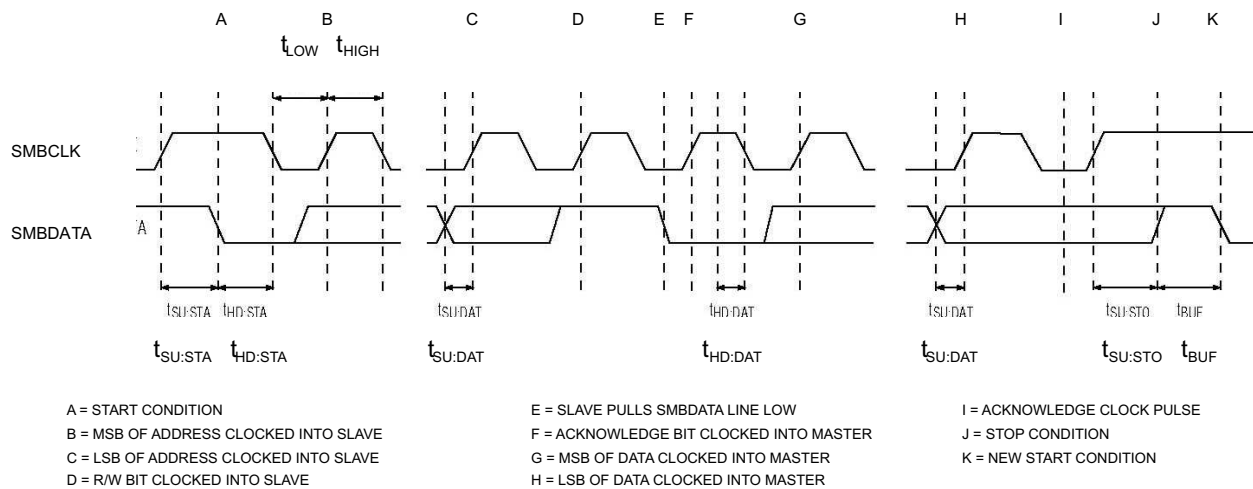 A B C D E F G H I J K
tLOW tHIGH
SMBCLK
SMBDATA
tSU:STA tHD:STA tSU:DAT tHD:DAT tSU:DAT tSU:STO tBUF
tSU:STA tHD:STA tSU:DAT tHD:DAT tSU:DAT tSU:STO tBUF
A = START CONDITION
B = MSB OF ADDRESS CLOCKED INTO SLAVE
C = LSB OF ADDRESS CLOCKED INTO SLAVE
D = R/W BIT CLOCKED INTO SLAVE
E = SLAVE PULLS SMBDATA LINE LOW
F = ACKNOWLEDGE BIT CLOCKED INTO MASTER
G = MSB OF DATA CLOCKED INTO MASTER
H = LSB OF DATA CLOCKED INTO MASTER
I = ACKNOWLEDGE CLOCK PULSE
J = STOP CONDITION
K = NEW START CONDITION